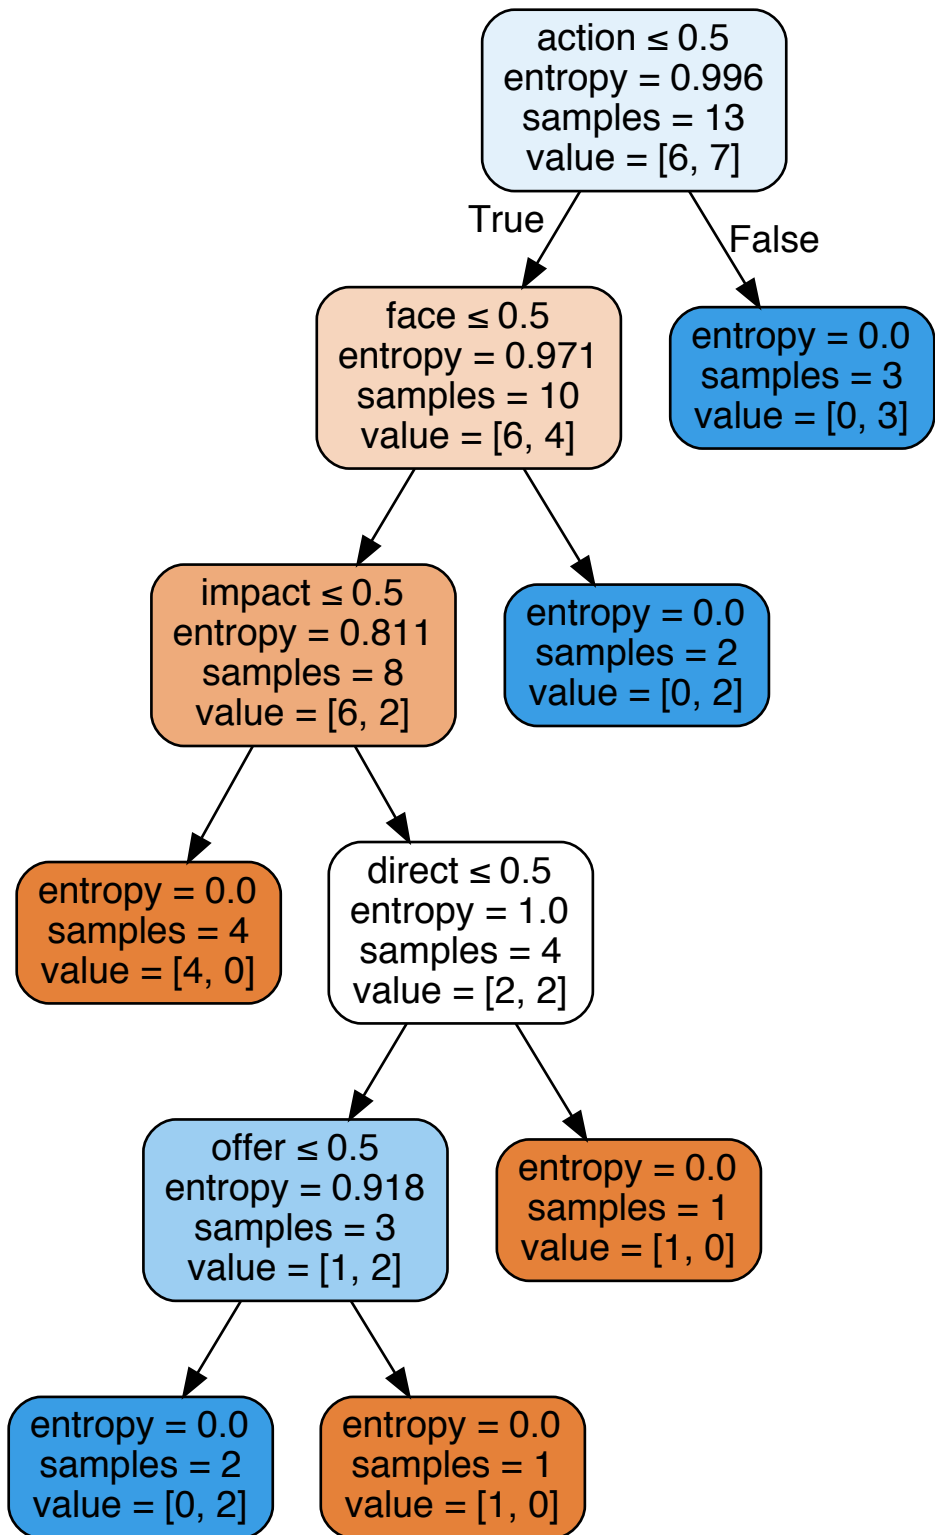 action ≤ 0.5
entropy = 0.996
samples = 13
value = [6, 7]
True
False
face ≤ 0.5
entropy = 0.971
samples = 10
value = [6, 4]
entropy = 0.0
samples = 3
value = [0, 3]
impact ≤ 0.5
entropy = 0.811
samples = 8
value = [6, 2]
entropy = 0.0
samples = 2
value = [0, 2]
entropy = 0.0
samples = 4
value = [4, 0]
direct ≤ 0.5
entropy = 1.0
samples = 4
value = [2, 2]
offer ≤ 0.5
entropy = 0.918
samples = 3
value = [1, 2]
entropy = 0.0
samples = 1
value = [1, 0]
entropy = 0.0
samples = 2
value = [0, 2]
entropy = 0.0
samples = 1
value = [1, 0]